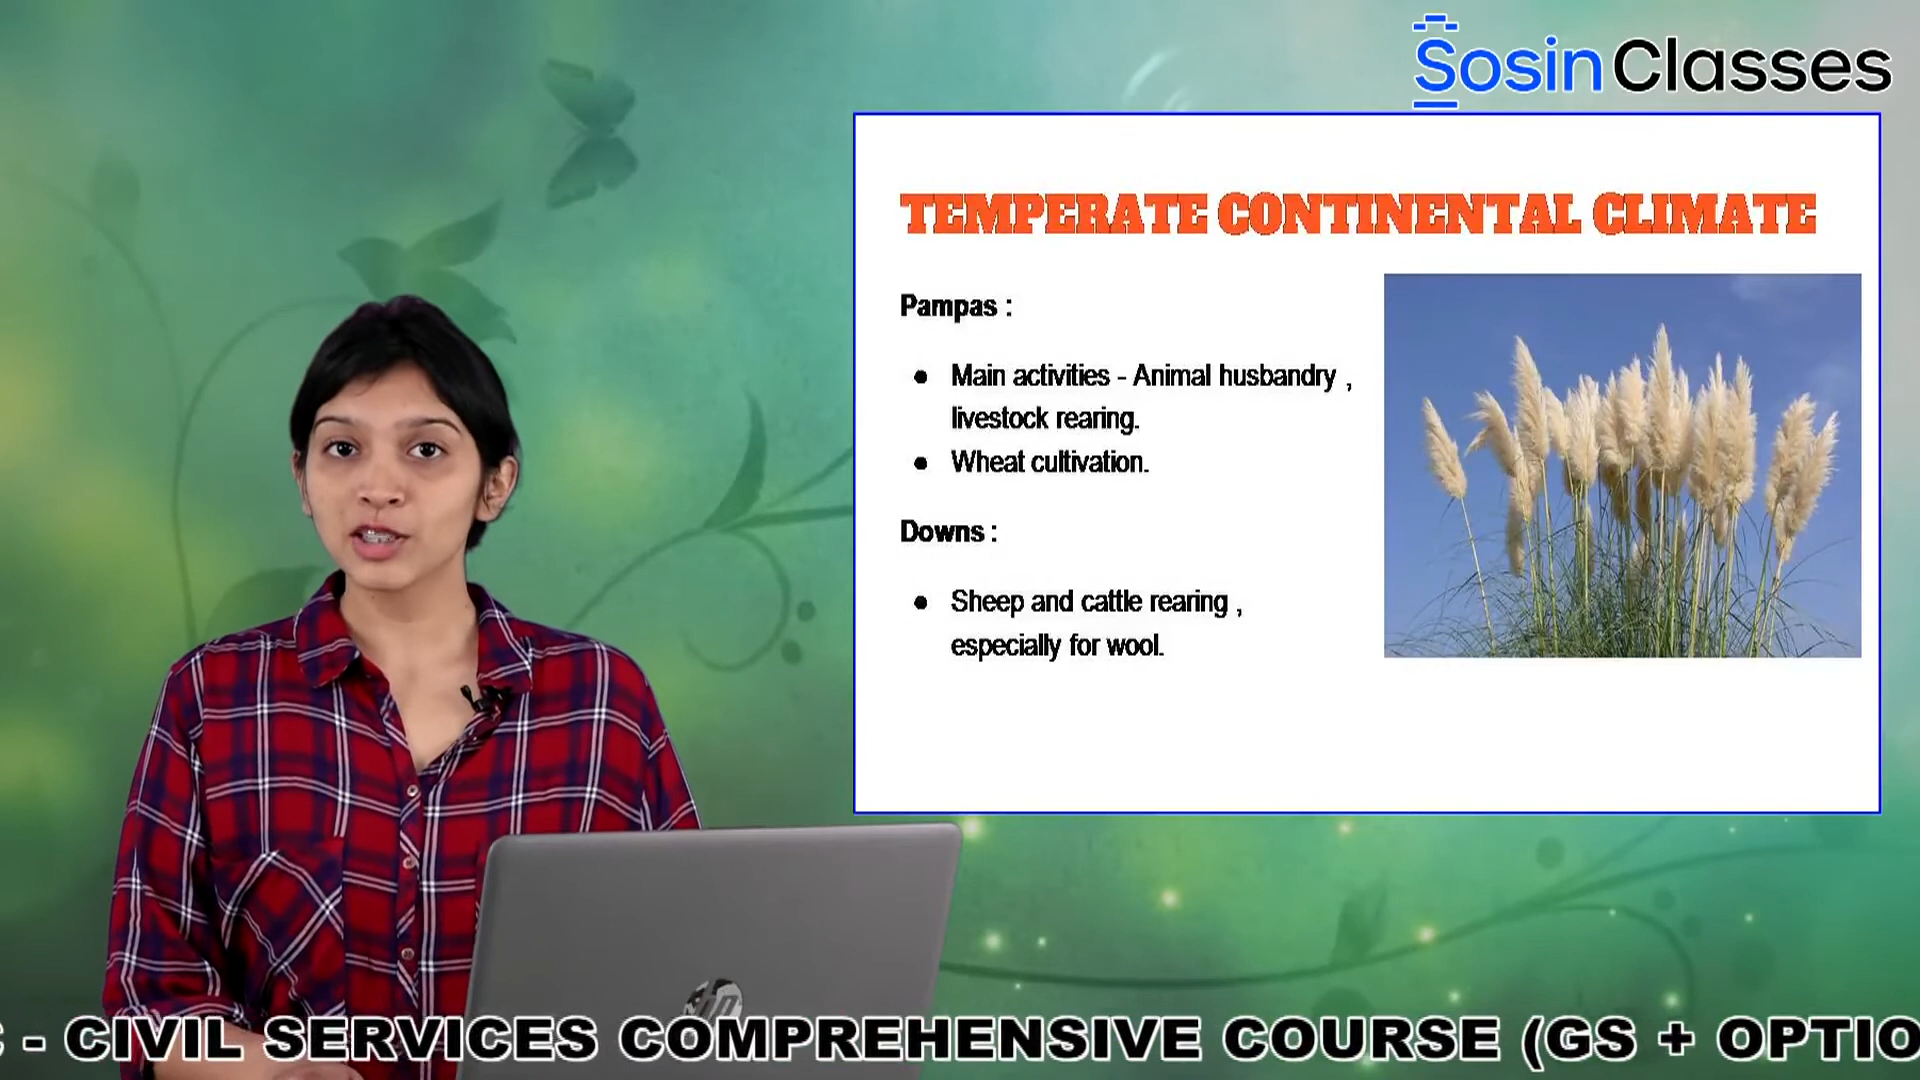 Sosin Classes
TEMPERATE CONTINENTAL CLIMATE
Pampas :
● Main activities - Animal husbandry ,
livestock rearing.
● Wheat cultivation.
Downs :
● Sheep and cattle rearing ,
especially for wool.
hp
- CIVIL SERVICES COMPREHENSIVE COURSE (GS + OPTIO